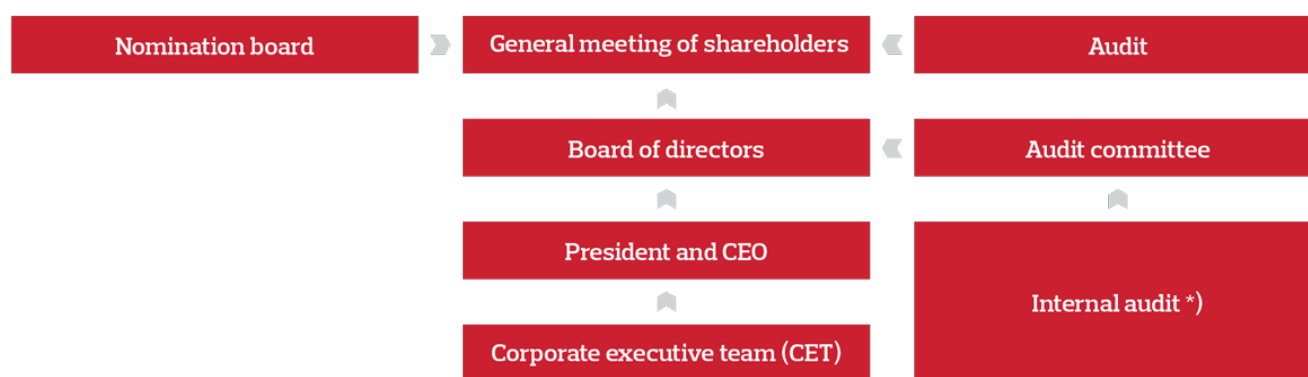 Nomination board
General meeting of shareholders
Audit
Board of directors
Audit committee
President and CEO
Internal audit *)
Corporate executive team (CET)